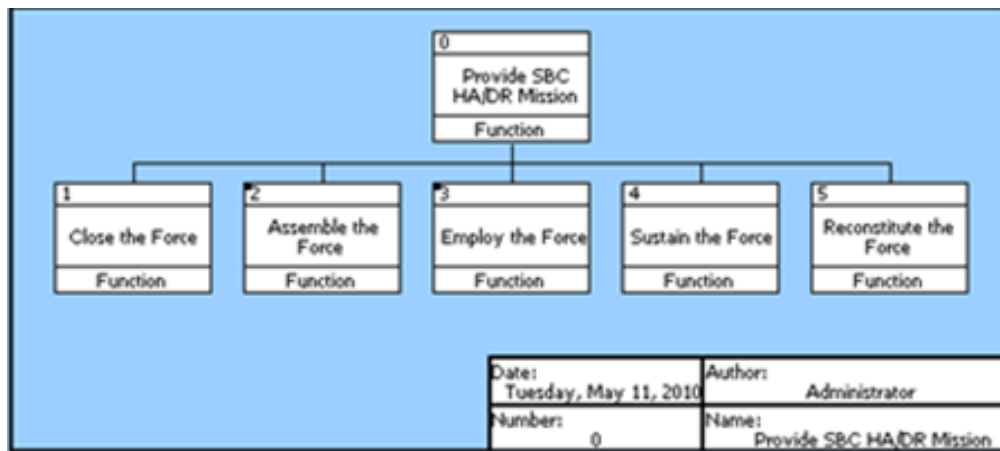 0
Provide SBC
HA/DR Mission
Function
1
Close the Force
Function
2
Assemble the
Force
Function
3
Employ the Force
Function
4
Sustain the Force
Function
5
Reconstitute the
Force
Function
Date:
Tuesday, May 11, 2010
Author:
Administrator
Number:
0
Name:
Provide SBC HA/DR Mission